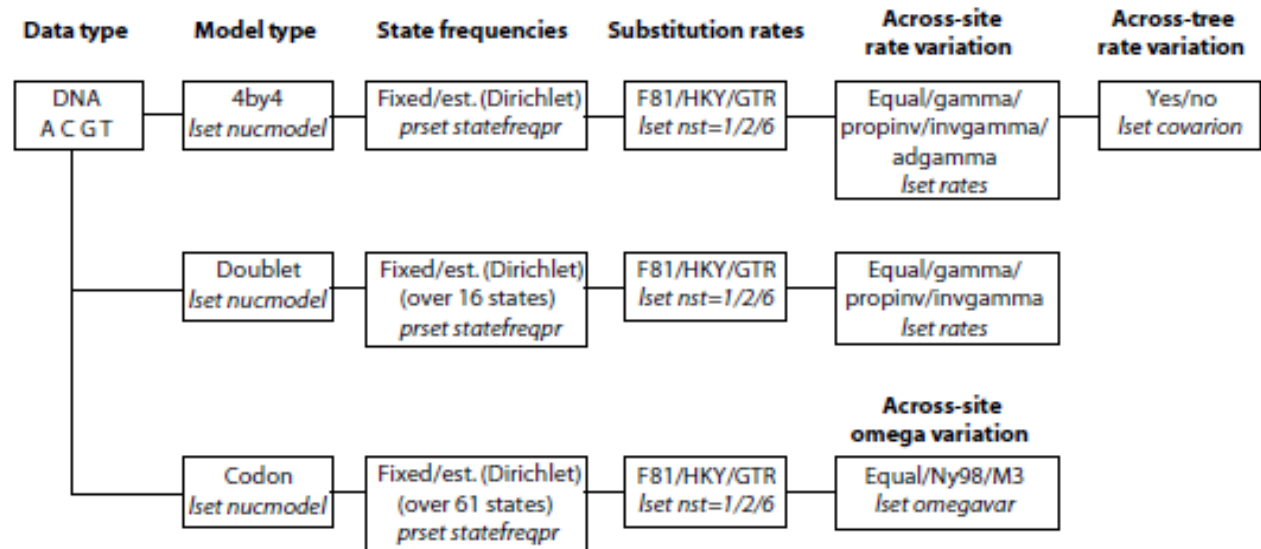 Data type
Model type
State frequencies
Substitution rates
Across-site
rate variation
Across-tree
rate variation
DNA
A C G T
4by4
lset nucmodel
Fixed/est. (Dirichlet)
prset statefreqpr
F81/HKY/GTR
lset nst=1/2/6
Equal/gamma/
propinv/invgamma/
adgamma
lset rates
Yes/no
lset covarion
Doublet
lset nucmodel
Fixed/est. (Dirichlet)
(over 16 states)
prset statefreqpr
F81/HKY/GTR
lset nst=1/2/6
Equal/gamma/
propinv/invgamma
lset rates
Across-site
omega variation
Codon
lset nucmodel
Fixed/est. (Dirichlet)
(over 61 states)
prset statefreqpr
F81/HKY/GTR
lset nst=1/2/6
Equal/Ny98/M3
lset omegavar